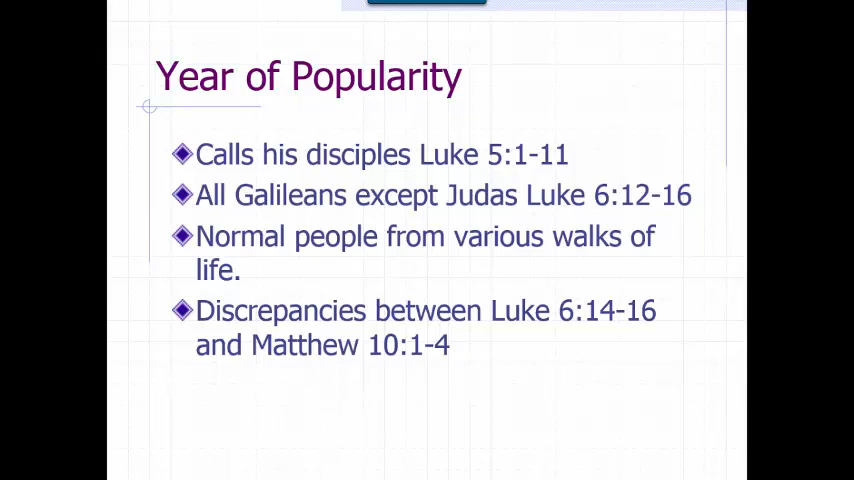 Year of Popularity
Calls his disciples Luke 5:1-11
All Galileans except Judas Luke 6:12-16
Normal people from various walks of
life.
Discrepancies between Luke 6:14-16
and Matthew 10:1-4